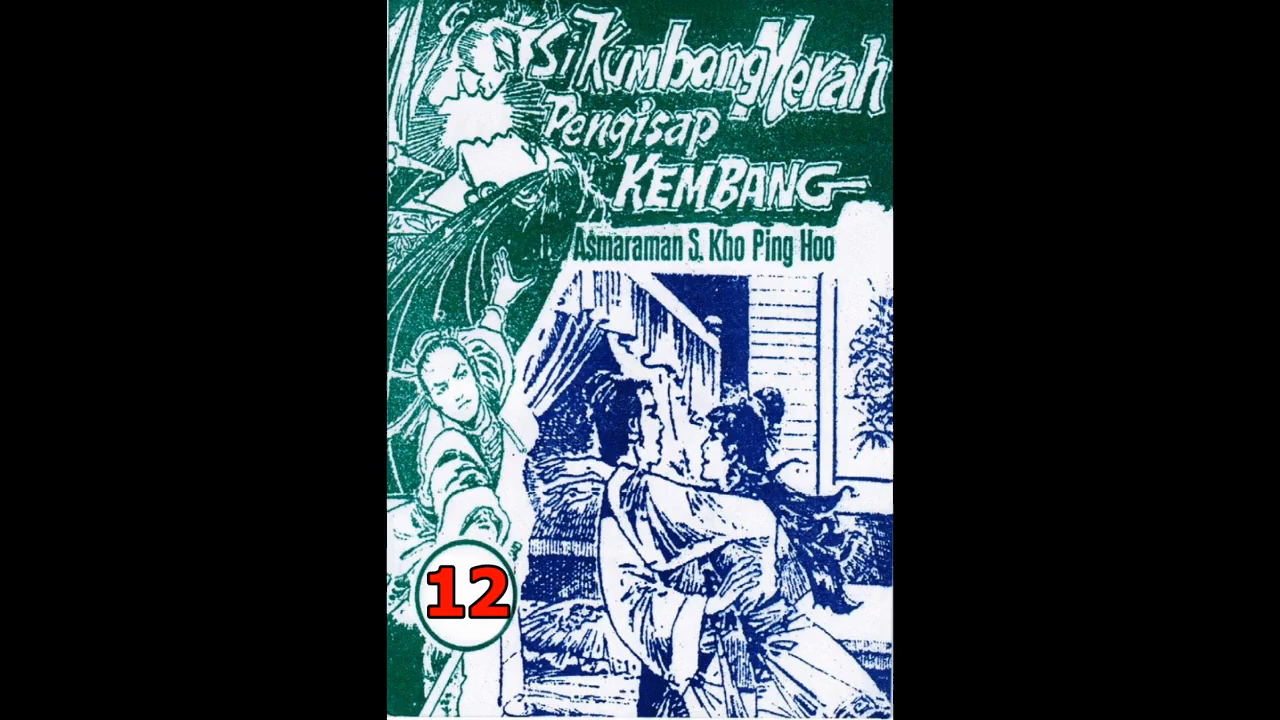 Si Kumbang Merah
Pengisap
KEMBANG
Asmaraman S. Kho Ping Hoo
12